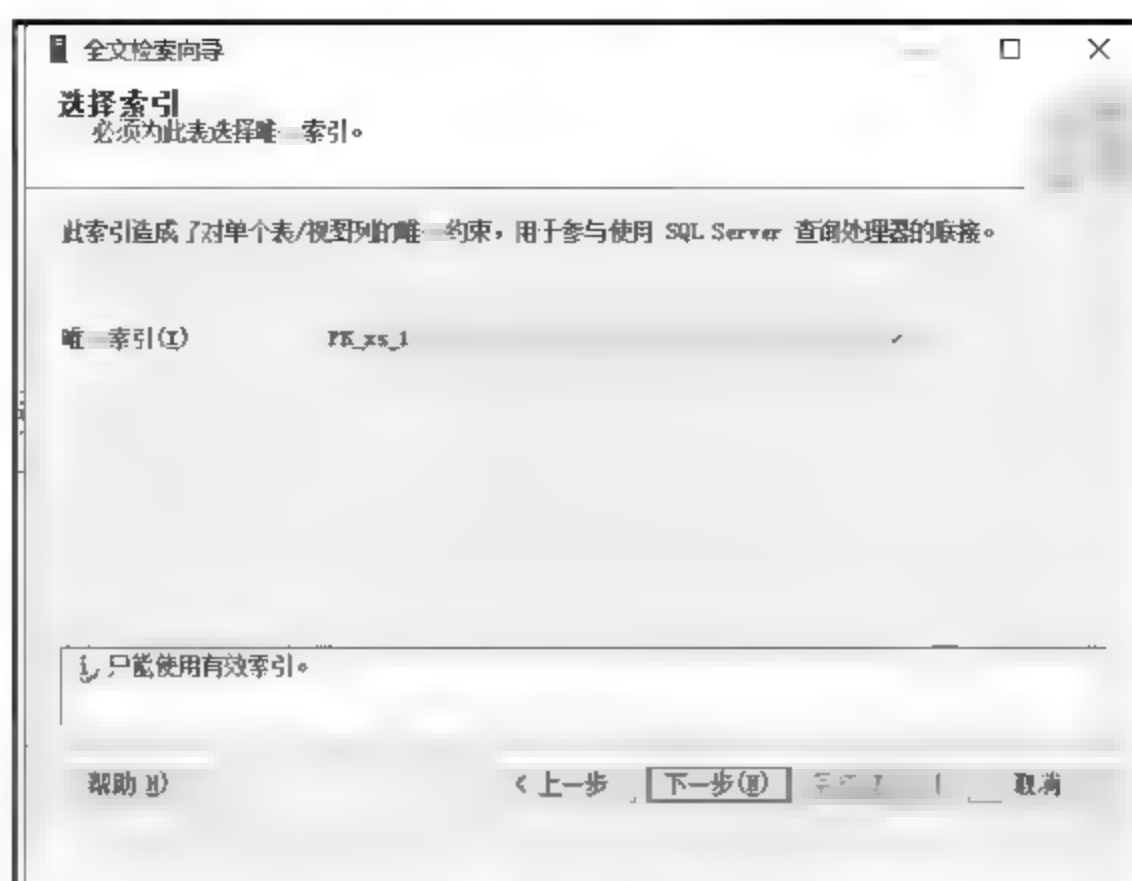 全文检索向导
选择索引
必须为此表选择唯一索引。
此索引造成了对单个表/视图列的唯一约束，用于参与使用 SQL Server 查询处理器的联接。
唯一索引(I) PK_xs_1
只能使用有效索引。
帮助 H) < 上一步 下一步(N) 取消